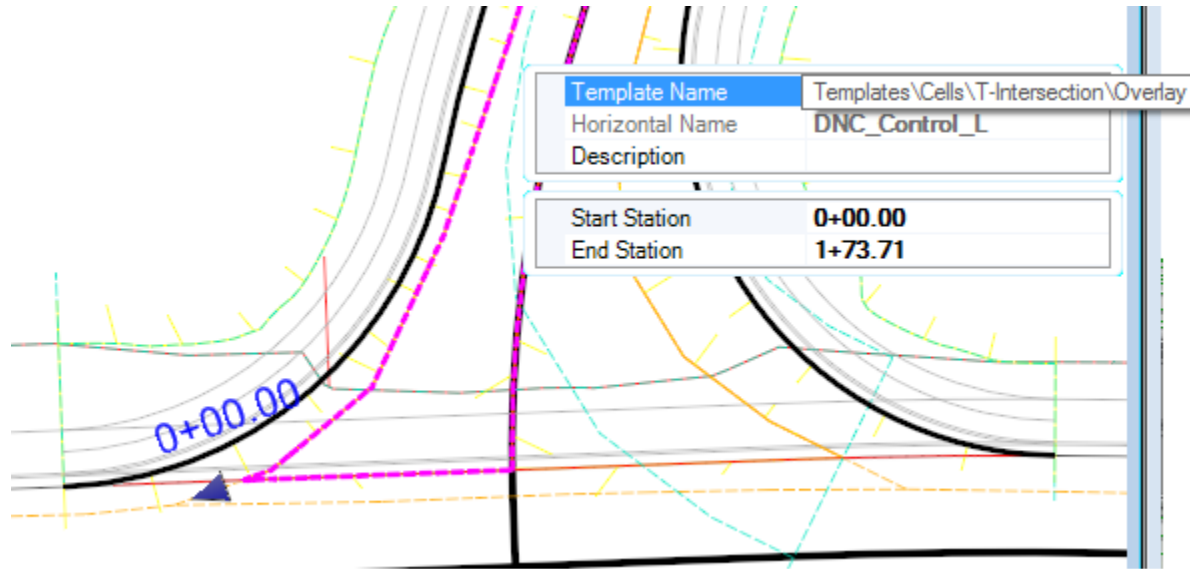 Template Name Templates\Cells\T-Intersection\Overlay
Horizontal Name DNC_Control_L
Description
Start Station 0+00.00
End Station 1+73.71
0+00.00